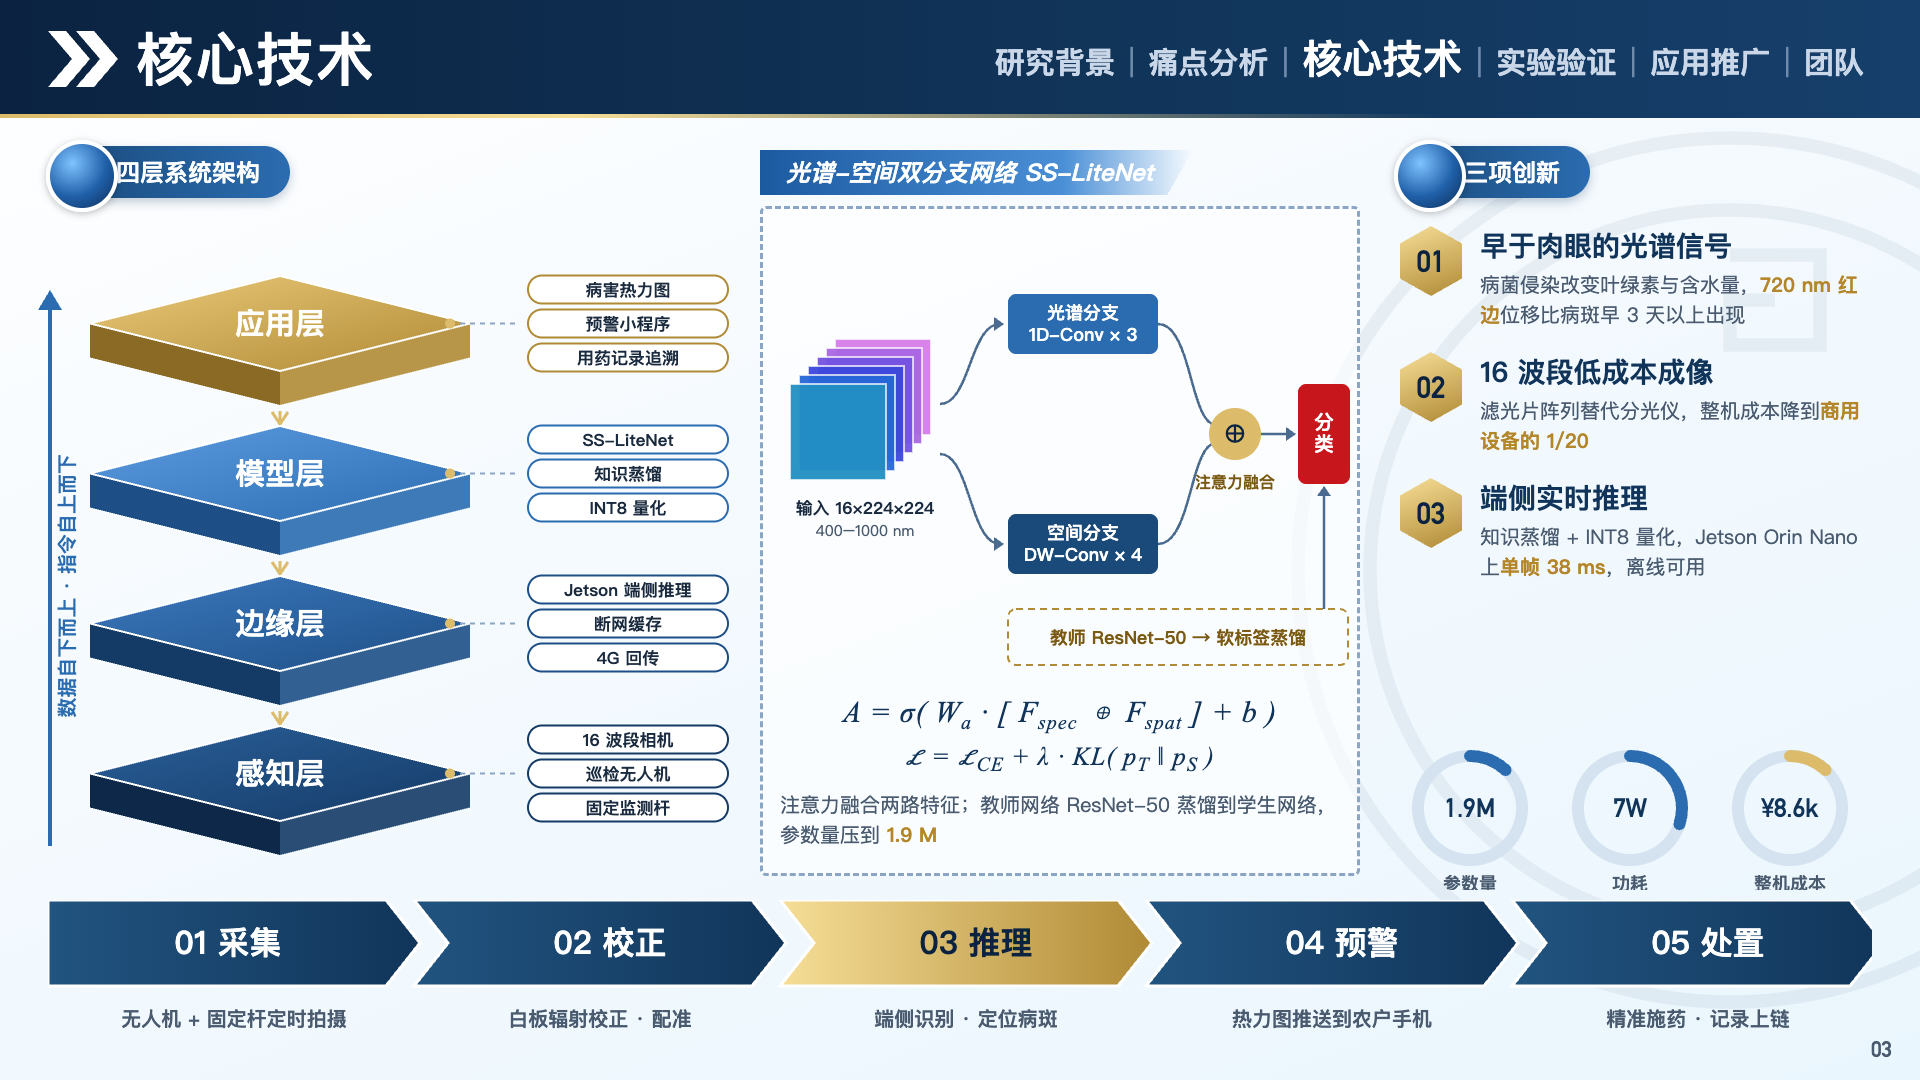 核心技术
研究背景 | 痛点分析 | 核心技术 | 实验验证 | 应用推广 | 团队
四层系统架构
数据自下而上 · 指令自上而下
应用层
病害热力图
预警小程序
用药记录追溯
模型层
SS-LiteNet
知识蒸馏
INT8 量化
边缘层
Jetson 端侧推理
断网缓存
4G 回传
感知层
16 波段相机
巡检无人机
固定监测杆
光谱-空间双分支网络 SS-LiteNet
输入 16×224×224
400—1000 nm
光谱分支
1D-Conv × 3
空间分支
DW-Conv × 4
⊕
注意力融合
分
类
教师 ResNet-50 → 软标签蒸馏
A = σ( W_a · [ F_spec ⊕ F_spat ] + b )
ℒ = ℒ_CE + λ · KL( p_T ‖ p_S )
注意力融合两路特征；教师网络 ResNet-50 蒸馏到学生网络，
参数量压到 1.9 M
三项创新
01
早于肉眼的光谱信号
病菌侵染改变叶绿素与含水量，720 nm 红
边位移比病斑早 3 天以上出现
02
16 波段低成本成像
滤光片阵列替代分光仪，整机成本降到商用
设备的 1/20
03
端侧实时推理
知识蒸馏 + INT8 量化，Jetson Orin Nano
上单帧 38 ms，离线可用
1.9M
参数量
7W
功耗
¥8.6k
整机成本
01 采集
02 校正
03 推理
04 预警
05 处置
无人机 + 固定杆定时拍摄
白板辐射校正 · 配准
端侧识别 · 定位病斑
热力图推送到农户手机
精准施药 · 记录上链
03